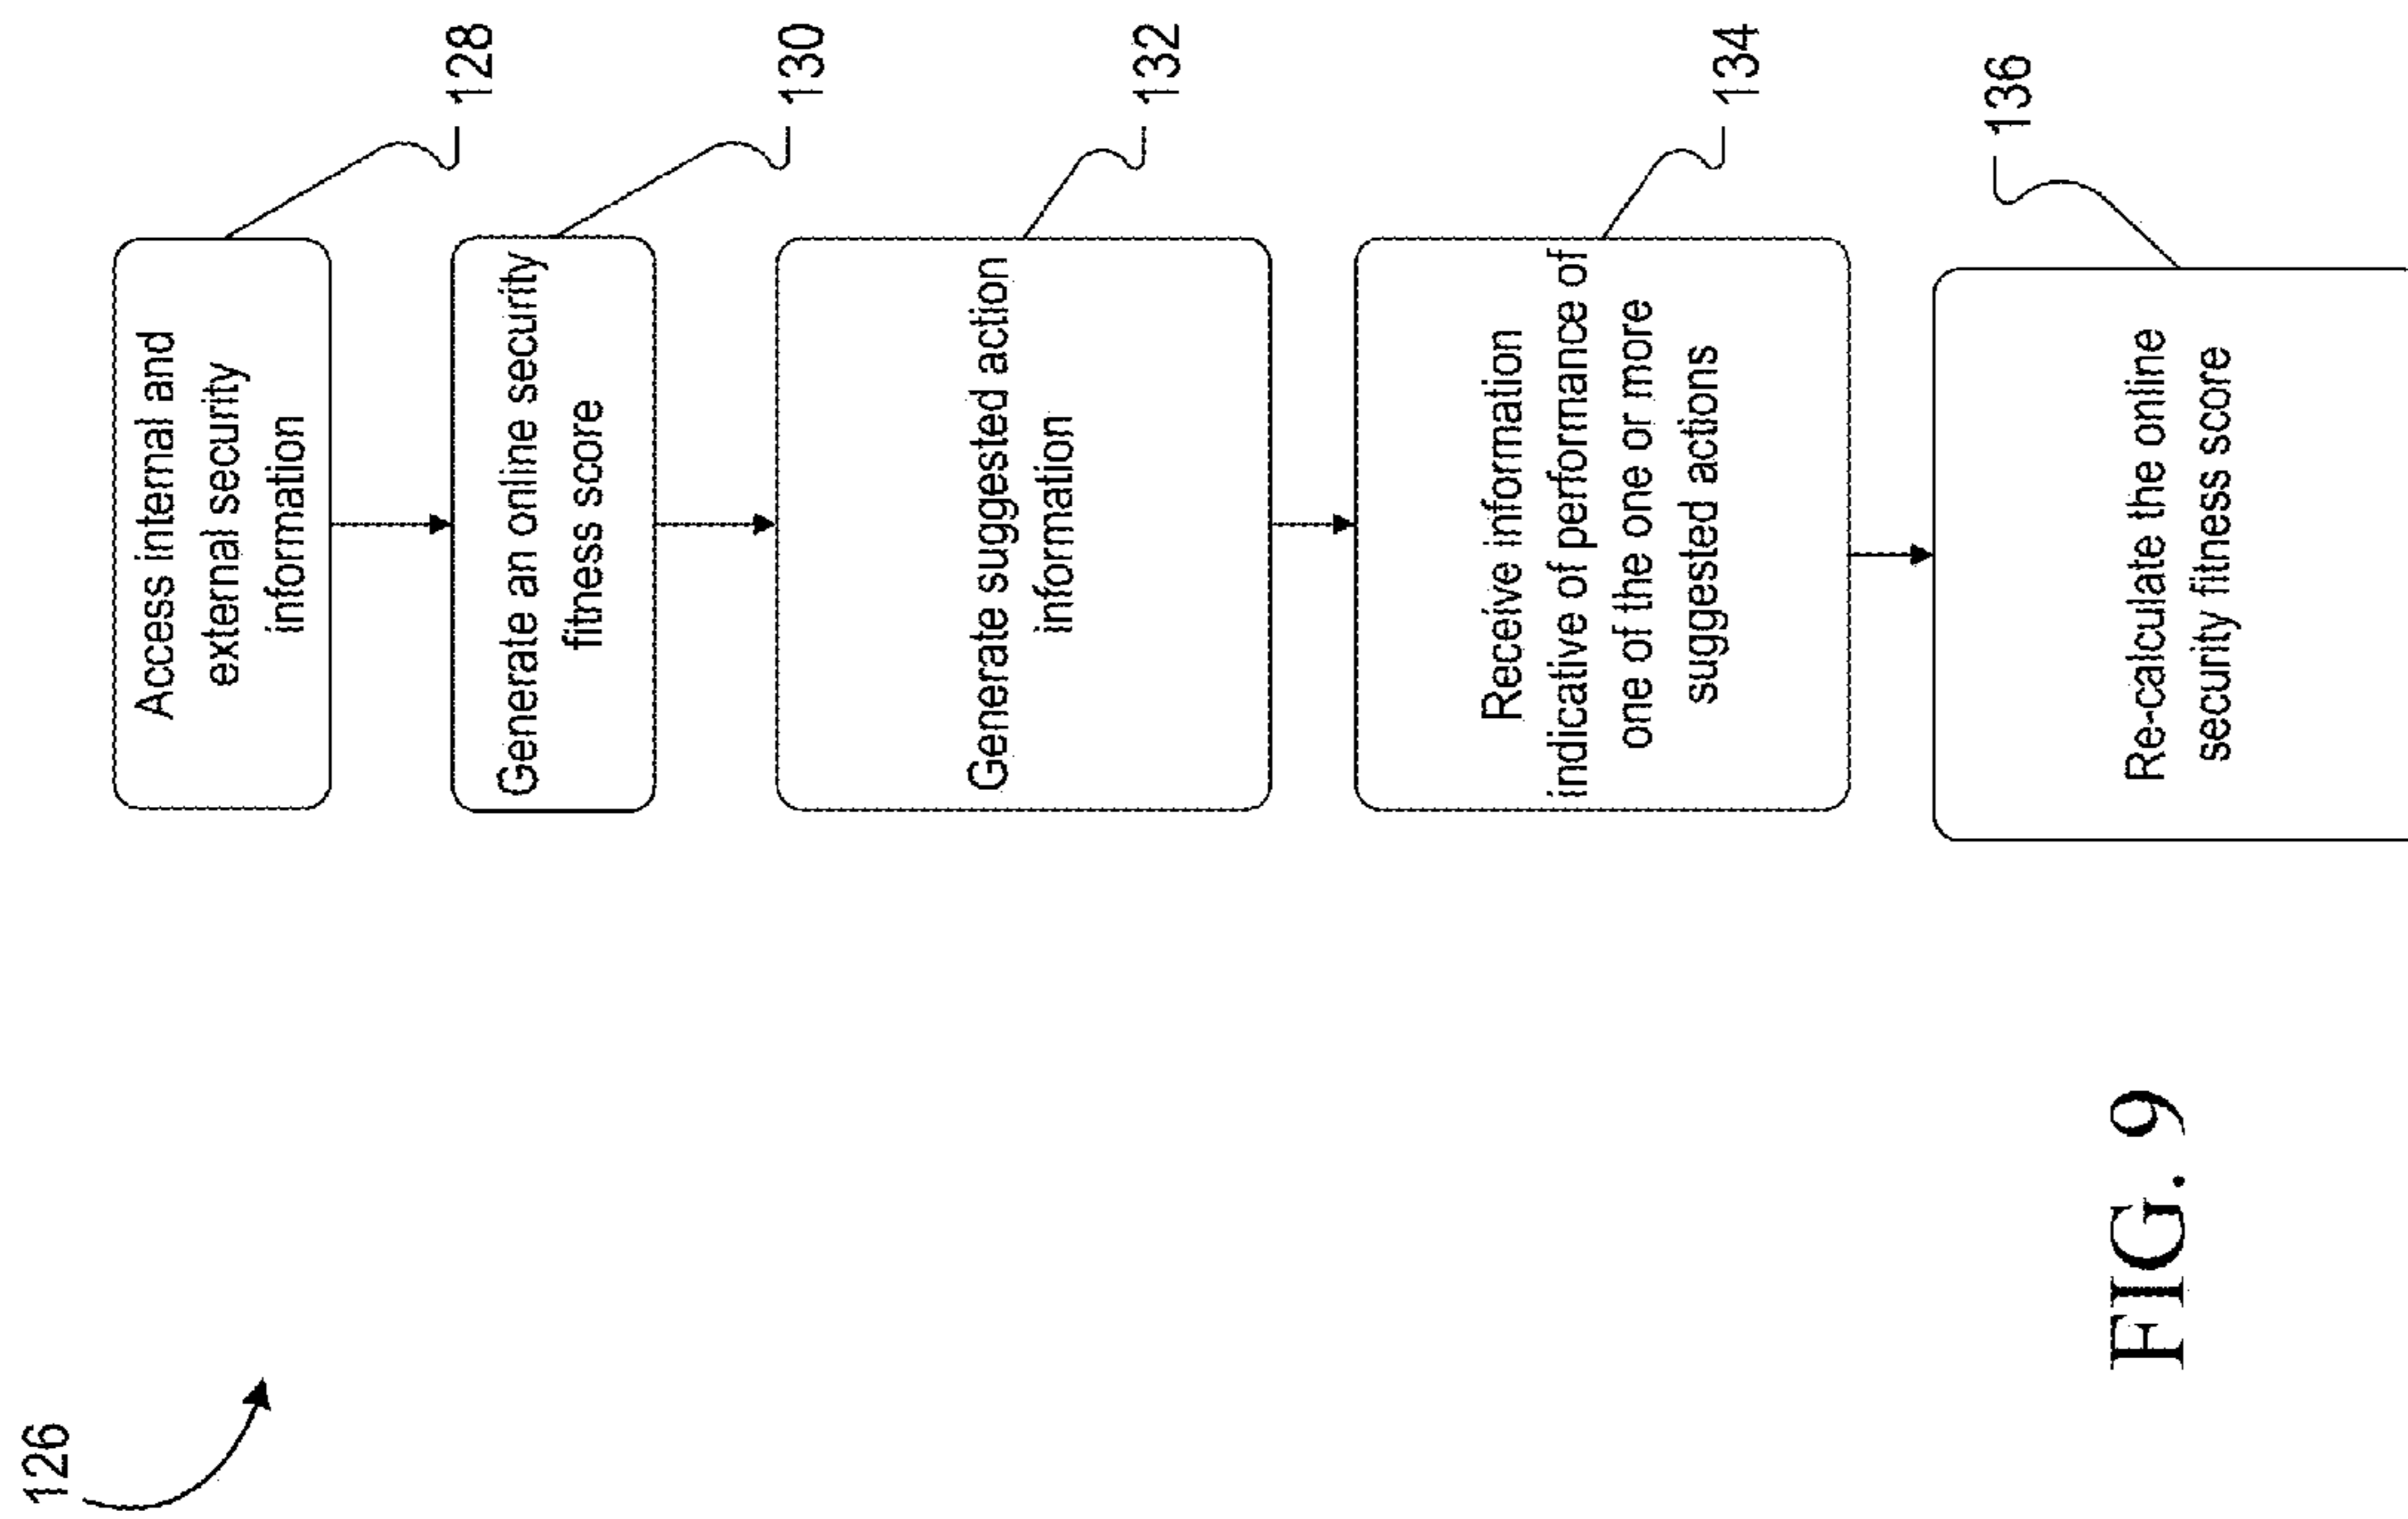 126
Access internal and
external security
information
128
Generate an online security
fitness score
130
Generate suggested action
information
132
Receive information
indicative of performance of
one of the one or more
suggested actions
134
Re-calculate the online
security fitness score
136
FIG. 9